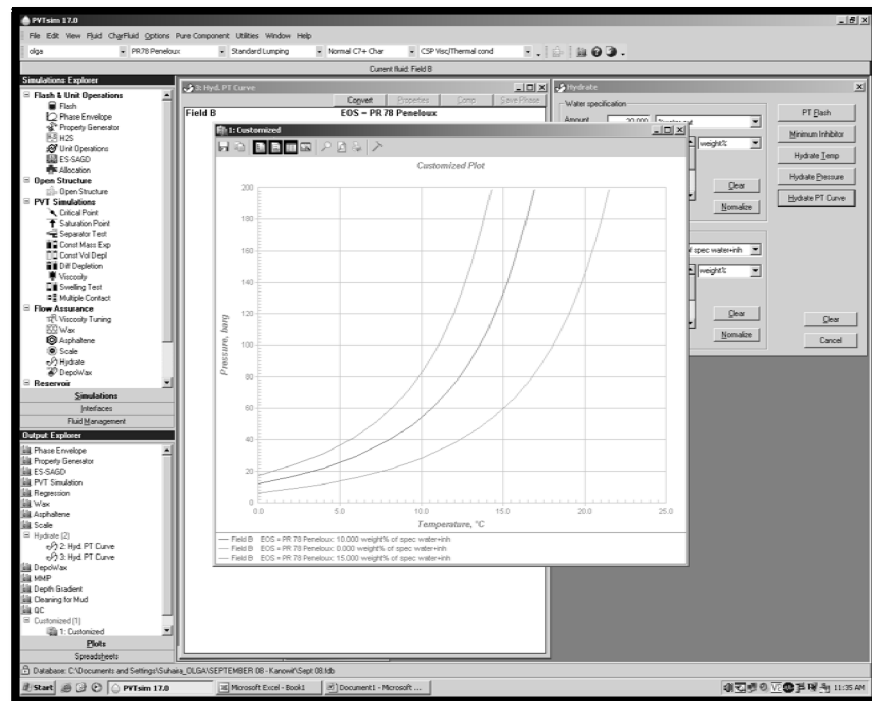 PVTsim 17.0
File Edit View Fluid CharFluid Options Pure Component Utilities Window Help
olga PR78 Peneloux Standard Lumping Normal C7+ Char CSP Visc/Thermal cond
Current fluid: Field B
Simulations Explorer
Flash & Unit Operations
Flash
Phase Envelope
Property Generator
H2S
Unit Operations
ES-SAGD
Allocation
Open Structure
Open Structure
PVT Simulations
Critical Point
Saturation Point
Separator Test
Const Mass Exp
Const Vol Depl
Diff Depletion
Viscosity
Swelling Test
Multiple Contact
Flow Assurance
Viscosity Tuning
Wax
Asphaltene
Scale
Hydrate
DepoWax
Reservoir
Simulations
Interfaces
Fluid Management
Output Explorer
Phase Envelope
Property Generator
ES-SAGD
PVT Simulation
Regression
Wax
Asphaltene
Scale
Hydrate (2)
2: Hyd. PT Curve
3: Hyd. PT Curve
DepoWax
MMP
Depth Gradient
Cleaning for Mud
QC
Customized (1)
1: Customized
Plots
Spreadsheets
3: Hyd. PT Curve
Convert Properties Comp Save Phase
Field B EOS = PR 78 Peneloux
1: Customized
Customized Plot
Pressure, barg
200
180
160
140
120
100
80
60
40
20
0
0.0 5.0 10.0 15.0 20.0 25.0
Temperature, °C
Field B EOS = PR 78 Peneloux: 10.000 weight% of spec water+inh
Field B EOS = PR 78 Peneloux: 0.000 weight% of spec water+inh
Field B EOS = PR 78 Peneloux: 15.000 weight% of spec water+inh
Hydrate
Water specification
Amount
weight%
Clear
Normalize
of spec water+inh
weight%
Clear
Normalize
PT Flash
Minimum Inhibitor
Hydrate Temp
Hydrate Pressure
Hydrate PT Curve
Clear
Cancel
Database: C:\Documents and Settings\Suhaira_OLGA\SEPTEMBER 08 - Kanowit\Sept 08.fdb
Start PVTsim 17.0 Microsoft Excel - Book1 Document1 - Microsoft ... 11:35 AM